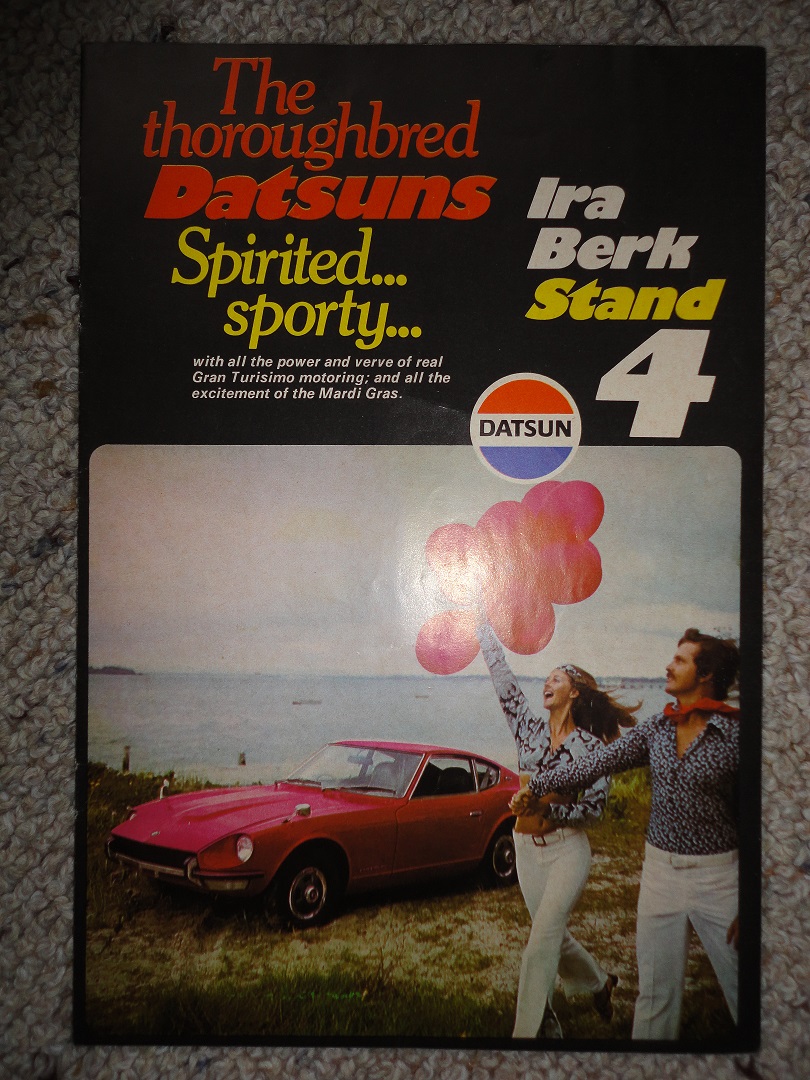 The
thoroughbred
Datsuns
Spirited...
sporty...
with all the power and verve of real
Gran Turisimo motoring; and all the
excitement of the Mardi Gras.
Ira
Berk
Stand
4
DATSUN